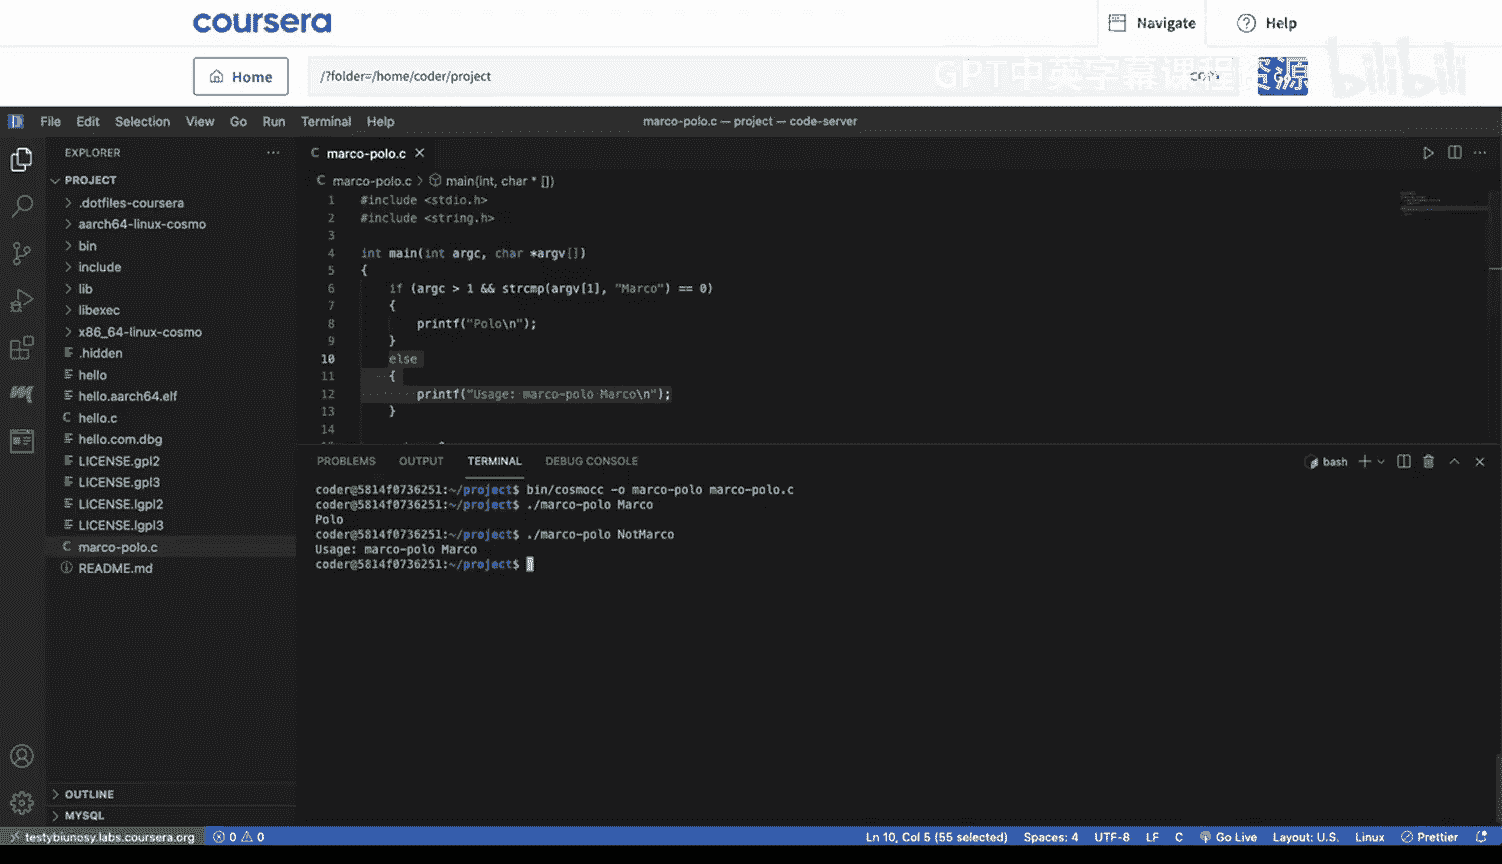 coursera
Navigate
Help
Home
/?folder=/home/coder/project
GPT中英字幕课程资源
bilibili
File Edit Selection View Go Run Terminal Help
marco-polo.c — project — code-server
EXPLORER
PROJECT
.dotfiles-coursera
aarch64-linux-cosmo
bin
include
lib
libexec
x86_64-linux-cosmo
.hidden
hello
hello.aarch64.elf
C hello.c
hello.com.dbg
LICENSE.gpl2
LICENSE.gpl3
LICENSE.lgpl2
LICENSE.lgpl3
C marco-polo.c
README.md
OUTLINE
MYSQL
C marco-polo.c
C marco-polo.c > main(int, char * [])
1 #include <stdio.h>
2 #include <string.h>
3
4 int main(int argc, char *argv[])
5 {
6 if (argc > 1 && strcmp(argv[1], "Marco") == 0)
7 {
8 printf("Polo\n");
9 }
10 else
11 {
12 printf("Usage: marco-polo Marco\n");
13 }
14
PROBLEMS OUTPUT TERMINAL DEBUG CONSOLE
bash
coder@5814f0736251:~/project$ bin/cosmocc -o marco-polo marco-polo.c
coder@5814f0736251:~/project$ ./marco-polo Marco
Polo
coder@5814f0736251:~/project$ ./marco-polo NotMarco
Usage: marco-polo Marco
coder@5814f0736251:~/project$
testybiunosy.labs.coursera.org 0 0
Ln 10, Col 5 (55 selected) Spaces: 4 UTF-8 LF C Go Live Layout: U.S. Linux Prettier